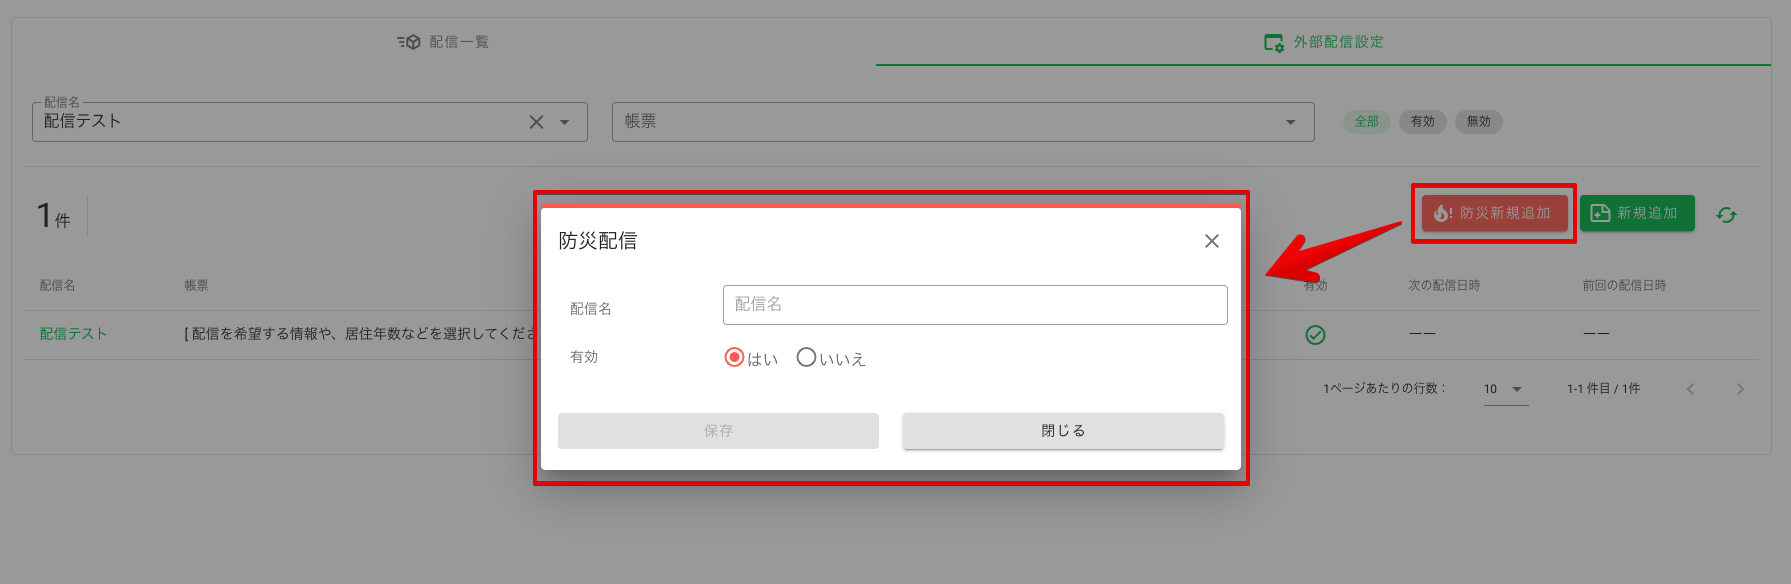 配信一覧
外部配信設定
配信名
配信テスト
帳票
全部
有効
無効
1件
防災新規追加
新規追加
配信名
帳票
有効
次の配信日時
前回の配信日時
配信テスト
[ 配信を希望する情報や、居住年数などを選択してくださ
——
——
1ページあたりの行数：
10
1-1 件目 / 1件
防災配信
配信名
配信名
有効
はい
いいえ
保存
閉じる